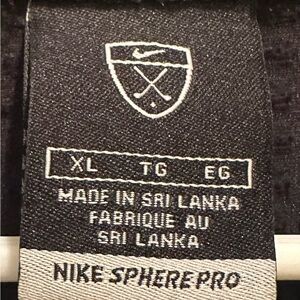 XL TG EG
MADE IN SRI LANKA
FABRIQUE AU
SRI LANKA
NIKE SPHERE PRO